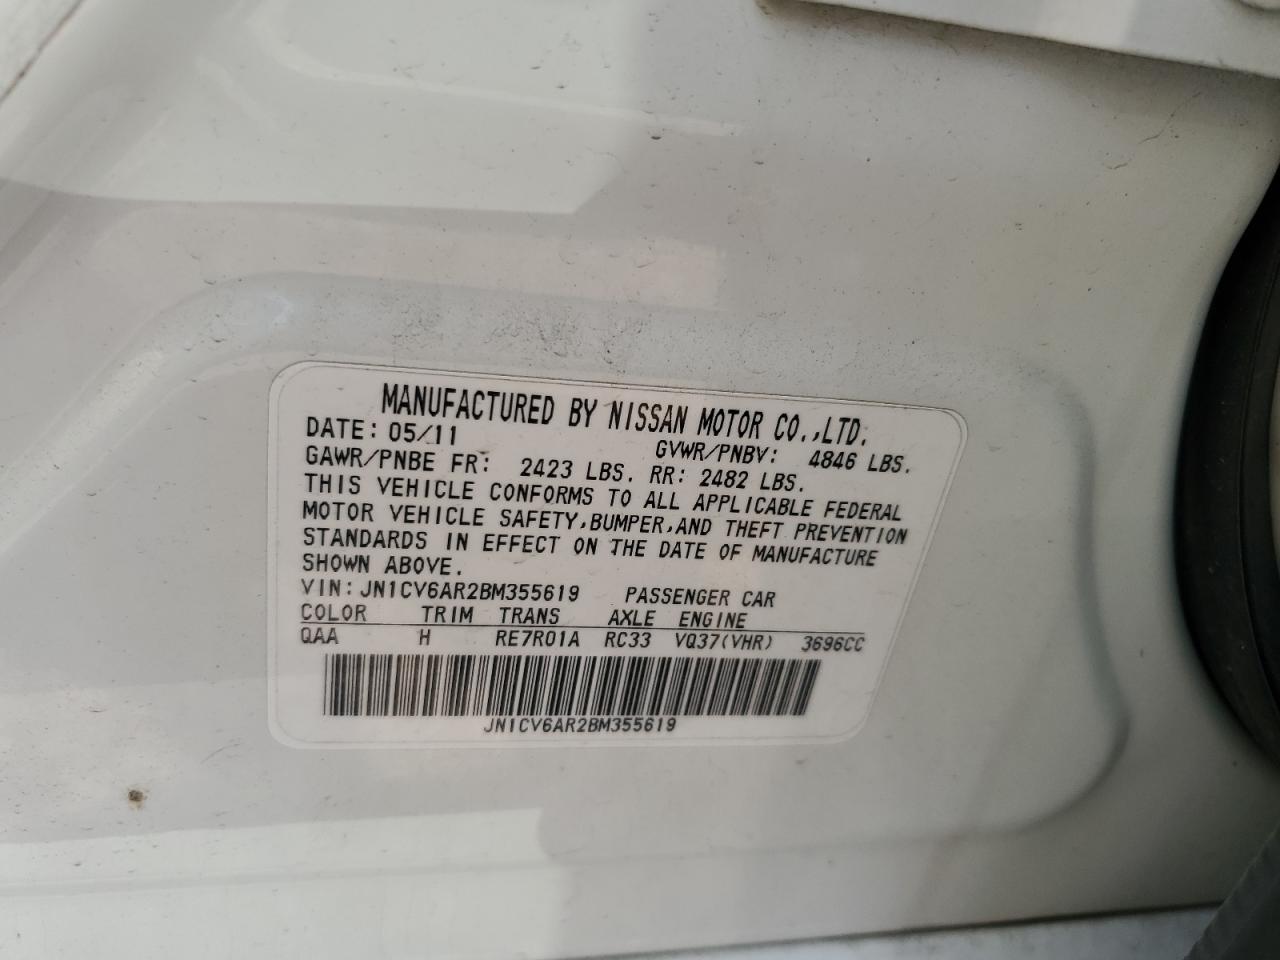 MANUFACTURED BY NISSAN MOTOR CO.,LTD.
DATE: 05/11 GVWR/PNBV: 4846 LBS.
GAWR/PNBE FR: 2423 LBS. RR: 2482 LBS.
THIS VEHICLE CONFORMS TO ALL APPLICABLE FEDERAL
MOTOR VEHICLE SAFETY,BUMPER,AND THEFT PREVENTION
STANDARDS IN EFFECT ON THE DATE OF MANUFACTURE
SHOWN ABOVE.
VIN: JN1CV6AR2BM355619 PASSENGER CAR
COLOR TRIM TRANS AXLE ENGINE
QAA H RE7R01A RC33 VQ37(VHR) 3696CC
JN1CV6AR2BM355619